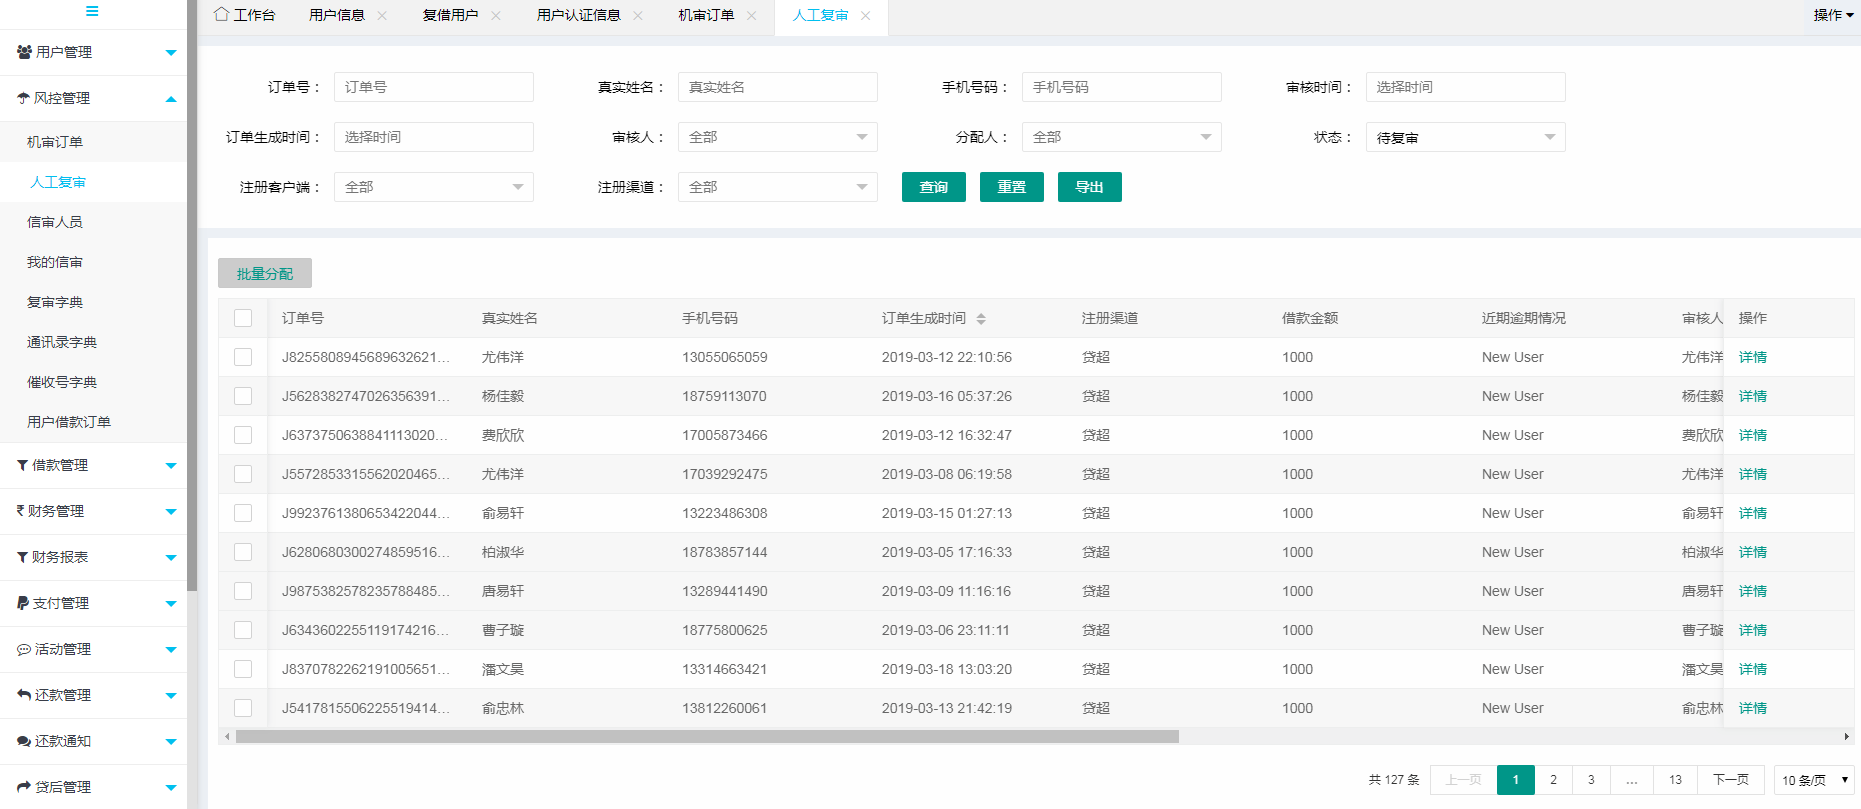 工作台 用户信息 复借用户 用户认证信息 机审订单 人工复审 操作
用户管理
风控管理
机审订单
人工复审
信审人员
我的信审
复审字典
通讯录字典
催收号字典
用户借款订单
借款管理
财务管理
财务报表
支付管理
活动管理
还款管理
还款通知
贷后管理
订单号： 订单号 真实姓名： 真实姓名 手机号码： 手机号码 审核时间： 选择时间
订单生成时间： 选择时间 审核人： 全部 分配人： 全部 状态： 待复审
注册客户端： 全部 注册渠道： 全部 查询 重置 导出
批量分配
订单号 真实姓名 手机号码 订单生成时间 注册渠道 借款金额 近期逾期情况 审核人 操作
J8255808945689632621... 尤伟洋 13055065059 2019-03-12 22:10:56 贷超 1000 New User 尤伟洋 详情
J5628382747026356391... 杨佳毅 18759113070 2019-03-16 05:37:26 贷超 1000 New User 杨佳毅 详情
J6373750638841113020... 费欣欣 17005873466 2019-03-12 16:32:47 贷超 1000 New User 费欣欣 详情
J5572853315562020465... 尤伟洋 17039292475 2019-03-08 06:19:58 贷超 1000 New User 尤伟洋 详情
J9923761380653422044... 俞易轩 13223486308 2019-03-15 01:27:13 贷超 1000 New User 俞易轩 详情
J6280680300274859516... 柏淑华 18783857144 2019-03-05 17:16:33 贷超 1000 New User 柏淑华 详情
J9875382578235788485... 唐易轩 13289441490 2019-03-09 11:16:16 贷超 1000 New User 唐易轩 详情
J6343602255119174216... 曹子璇 18775800625 2019-03-06 23:11:11 贷超 1000 New User 曹子璇 详情
J8370782262191005651... 潘文昊 13314663421 2019-03-18 13:03:20 贷超 1000 New User 潘文昊 详情
J5417815506225519414... 俞忠林 13812260061 2019-03-13 21:42:19 贷超 1000 New User 俞忠林 详情
共 127 条 上一页 1 2 3 ... 13 下一页 10 条/页